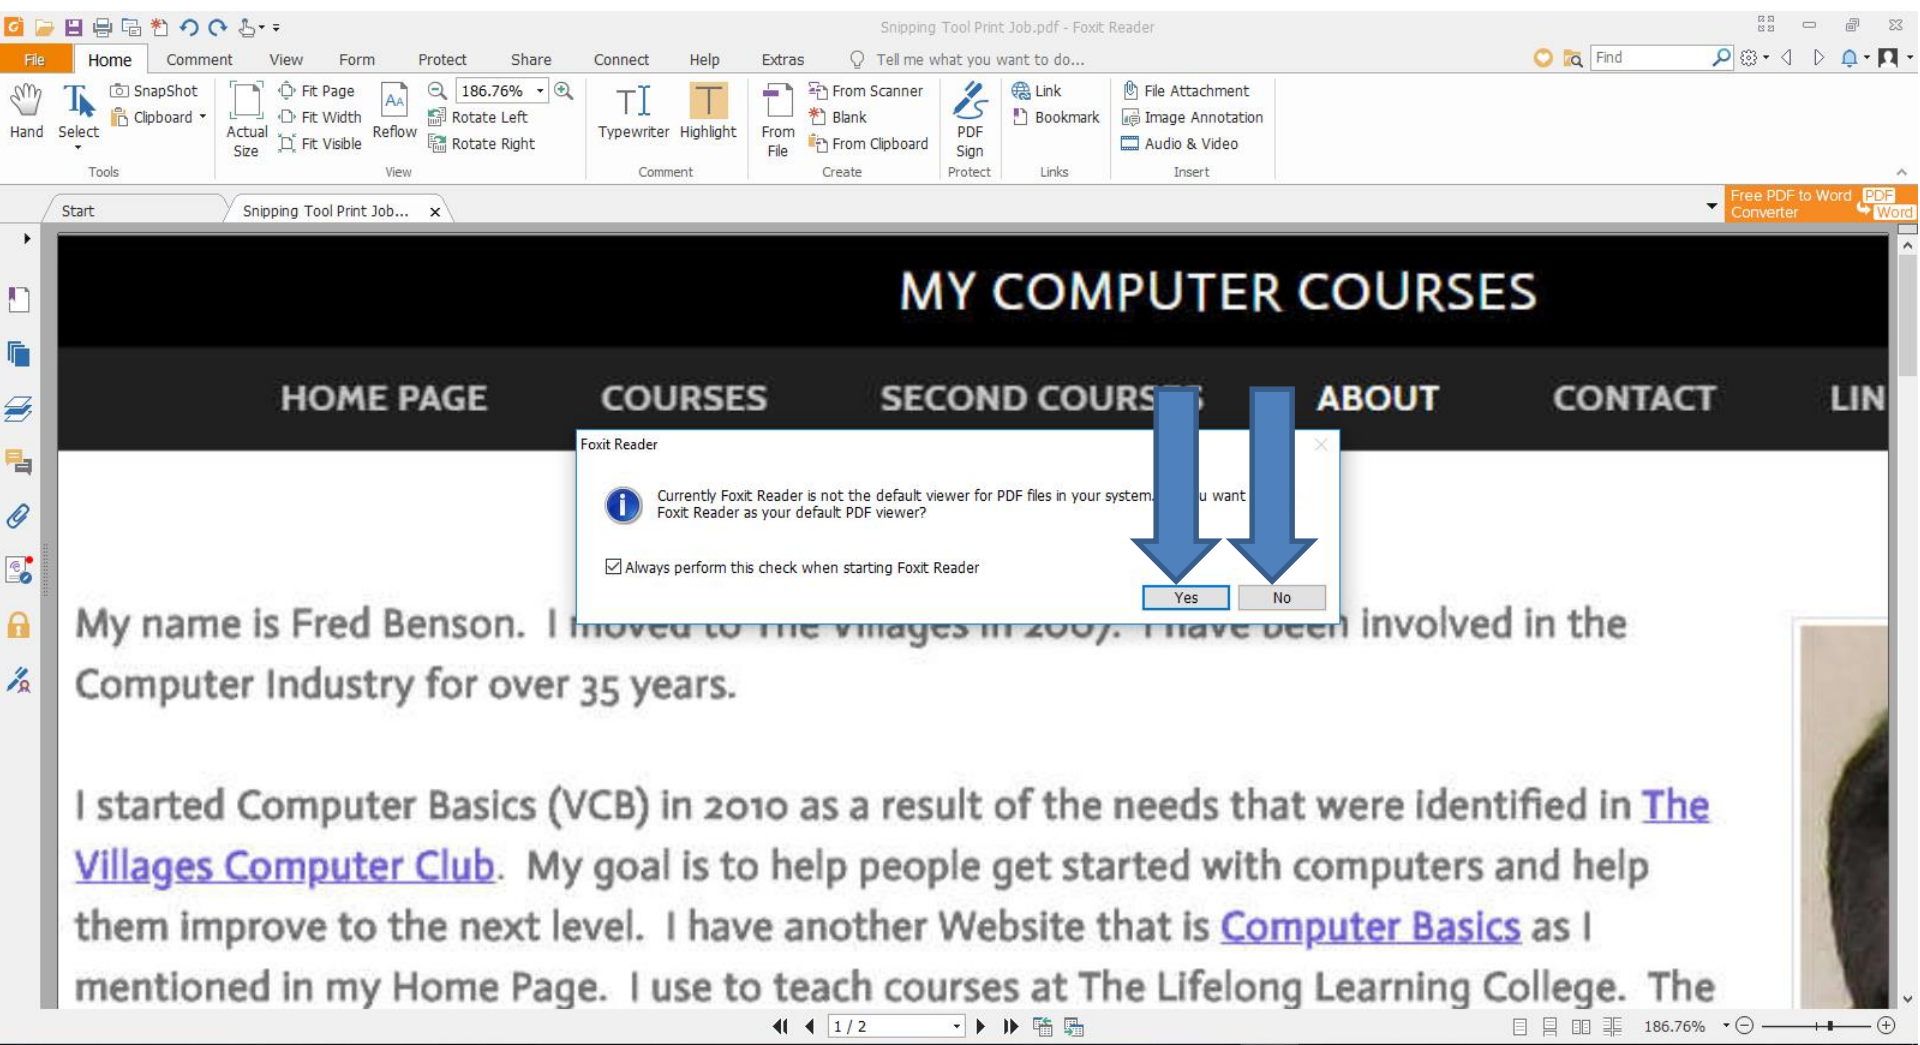 Snipping Tool Print Job.pdf - Foxit Reader
File Home Comment View Form Protect Share Connect Help Extras Tell me what you want to do... Find
Hand
Select
SnapShot
Clipboard
Tools
Actual
Size
Fit Page
Fit Width
Fit Visible
Reflow
186.76%
Rotate Left
Rotate Right
View
Typewriter Highlight
Comment
From
File
From Scanner
Blank
From Clipboard
Create
PDF
Sign
Protect
Link
Bookmark
Links
File Attachment
Image Annotation
Audio & Video
Insert
Start Snipping Tool Print Job... x
Free PDF to Word
Converter
PDF
Word
MY COMPUTER COURSES
HOME PAGE COURSES SECOND COURSES ABOUT CONTACT LIN
Foxit Reader
Currently Foxit Reader is not the default viewer for PDF files in your system. u want
Foxit Reader as your default PDF viewer?
Always perform this check when starting Foxit Reader
Yes No
My name is Fred Benson. I moved to The Villages in 2007. I have been involved in the
Computer Industry for over 35 years.
I started Computer Basics (VCB) in 2010 as a result of the needs that were identified in The
Villages Computer Club. My goal is to help people get started with computers and help
them improve to the next level. I have another Website that is Computer Basics as I
mentioned in my Home Page. I use to teach courses at The Lifelong Learning College. The
1 / 2
186.76%